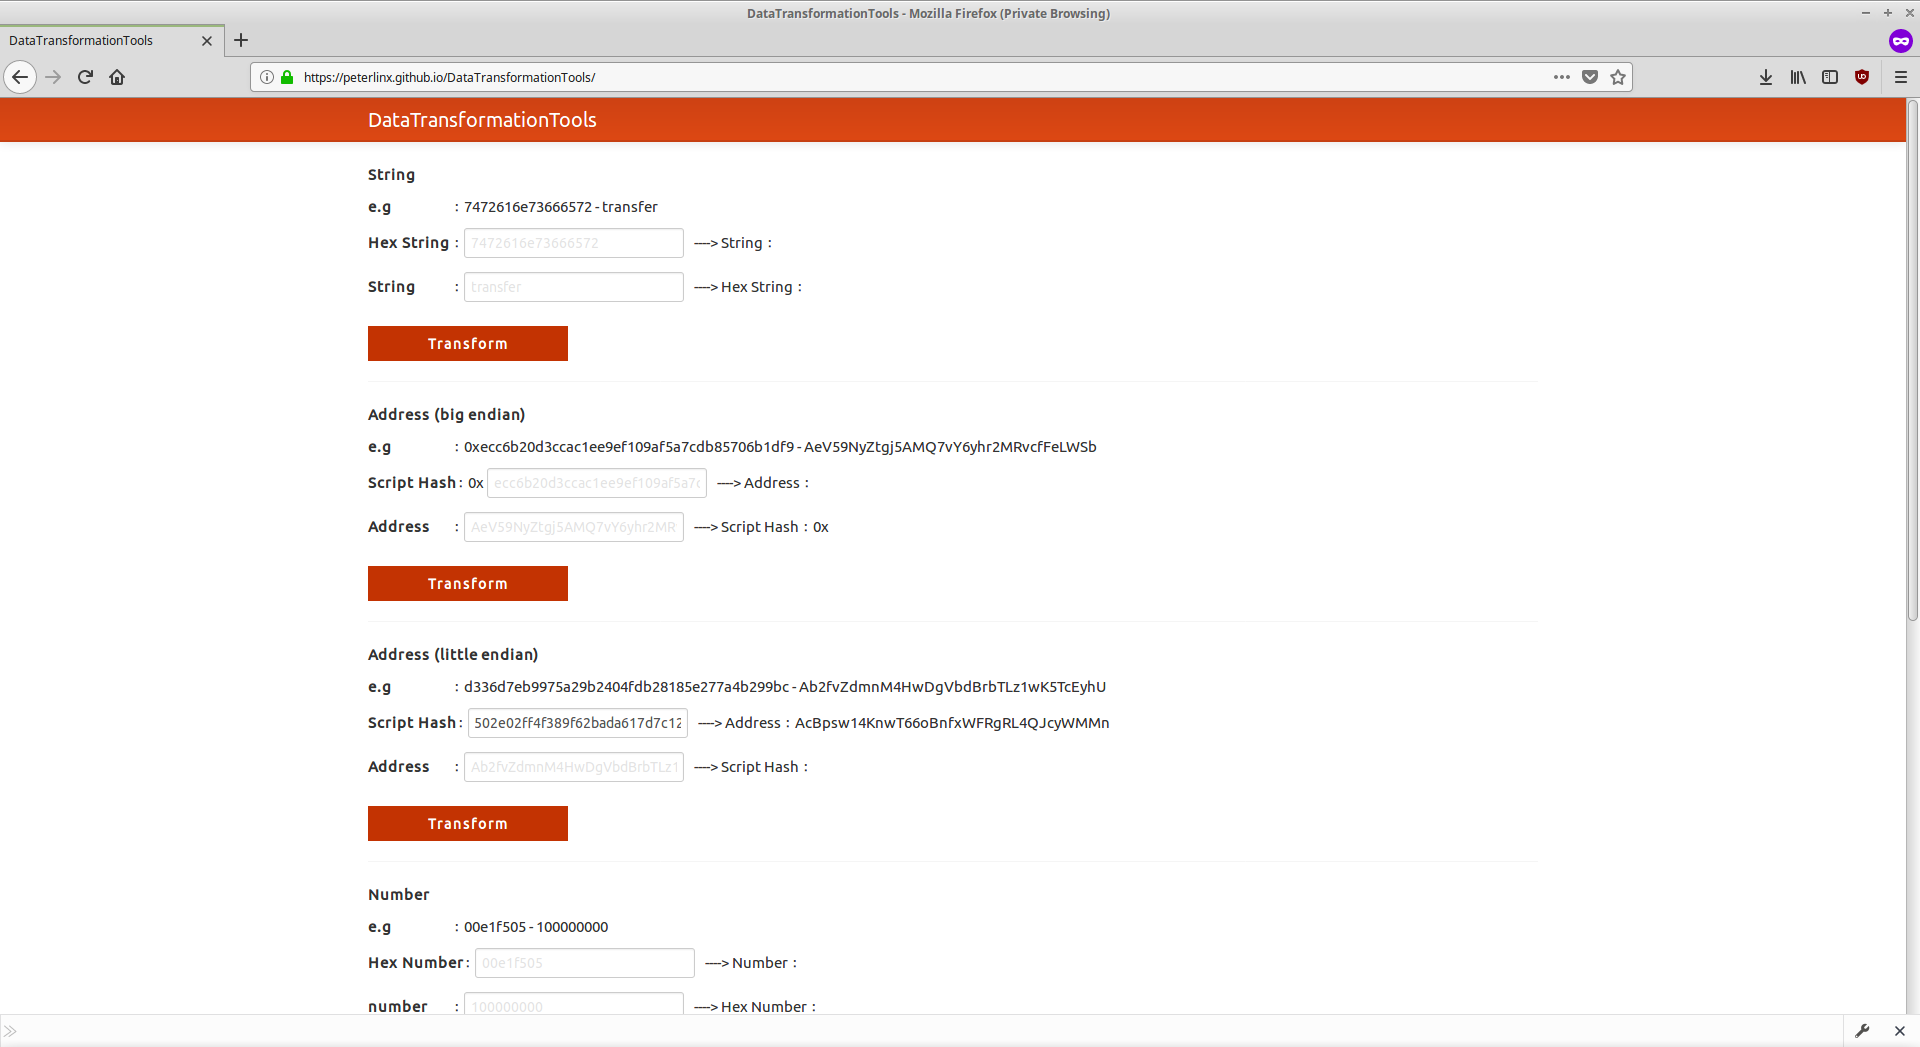 DataTransformationTools - Mozilla Firefox (Private Browsing)
DataTransformationTools
https://peterlinx.github.io/DataTransformationTools/
DataTransformationTools
String
e.g : 7472616e73666572 - transfer
Hex String : 7472616e73666572 ----> String :
String : transfer ----> Hex String :
Transform
Address (big endian)
e.g : 0xecc6b20d3ccac1ee9ef109af5a7cdb85706b1df9 - AeV59NyZtgj5AMQ7vY6yhr2MRvcfFeLWSb
Script Hash : 0x ecc6b20d3ccac1ee9ef109af5a7c ----> Address :
Address : AeV59NyZtgj5AMQ7vY6yhr2MR ----> Script Hash : 0x
Transform
Address (little endian)
e.g : d336d7eb9975a29b2404fdb28185e277a4b299bc - Ab2fvZdmnM4HwDgVbdBrbTLz1wK5TcEyhU
Script Hash : 502e02ff4f389f62bada617d7c12 ----> Address : AcBpsw14KnwT66oBnfxWFRgRL4QJcyWMMn
Address : Ab2fvZdmnM4HwDgVbdBrbTLz1 ----> Script Hash :
Transform
Number
e.g : 00e1f505 - 100000000
Hex Number : 00e1f505 ----> Number :
number : 100000000 ----> Hex Number :